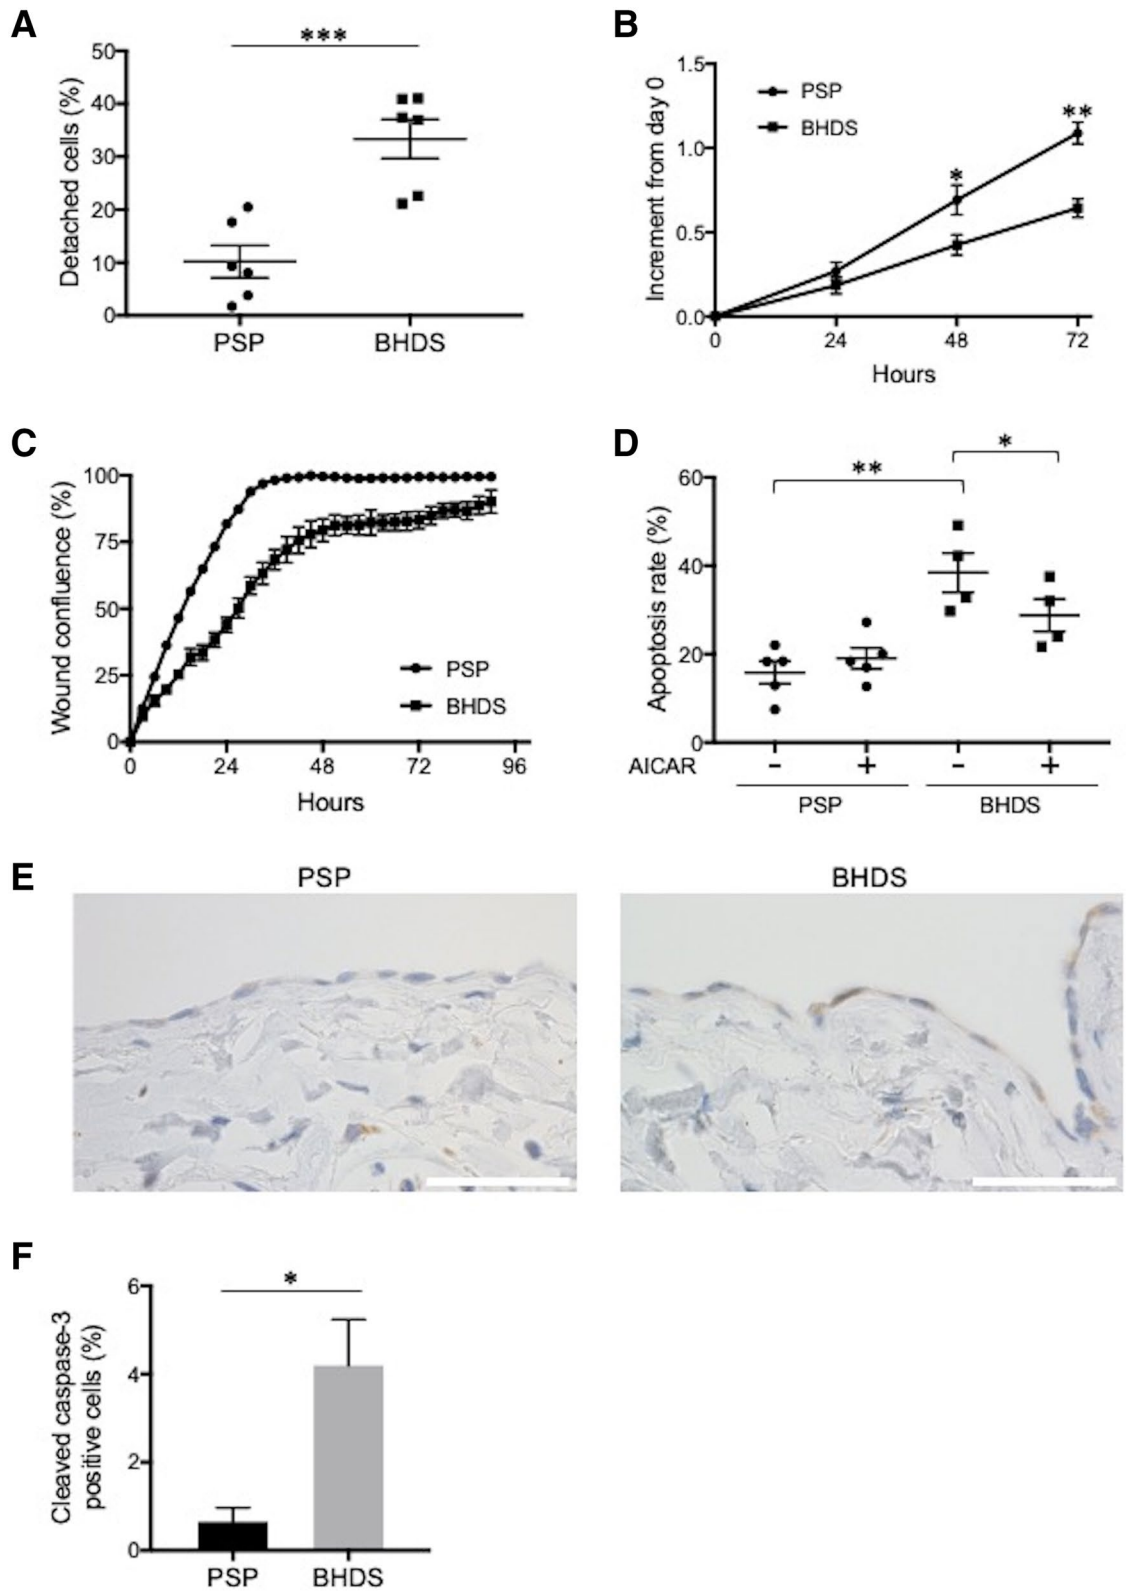 A
***
50
40
30
20
10
0
Detached cells (%)
PSP
BHDS
B
1.5
1.0
0.5
0.0
Increment from day 0
PSP
BHDS
*
**
0
24
48
72
Hours
C
100
75
50
25
0
Wound confluence (%)
PSP
BHDS
0
24
48
72
96
Hours
D
60
40
20
0
Apoptosis rate (%)
**
*
AICAR
−
+
−
+
PSP
BHDS
E
PSP
BHDS
F
6
4
2
0
Cleaved caspase-3
positive cells (%)
*
PSP
BHDS